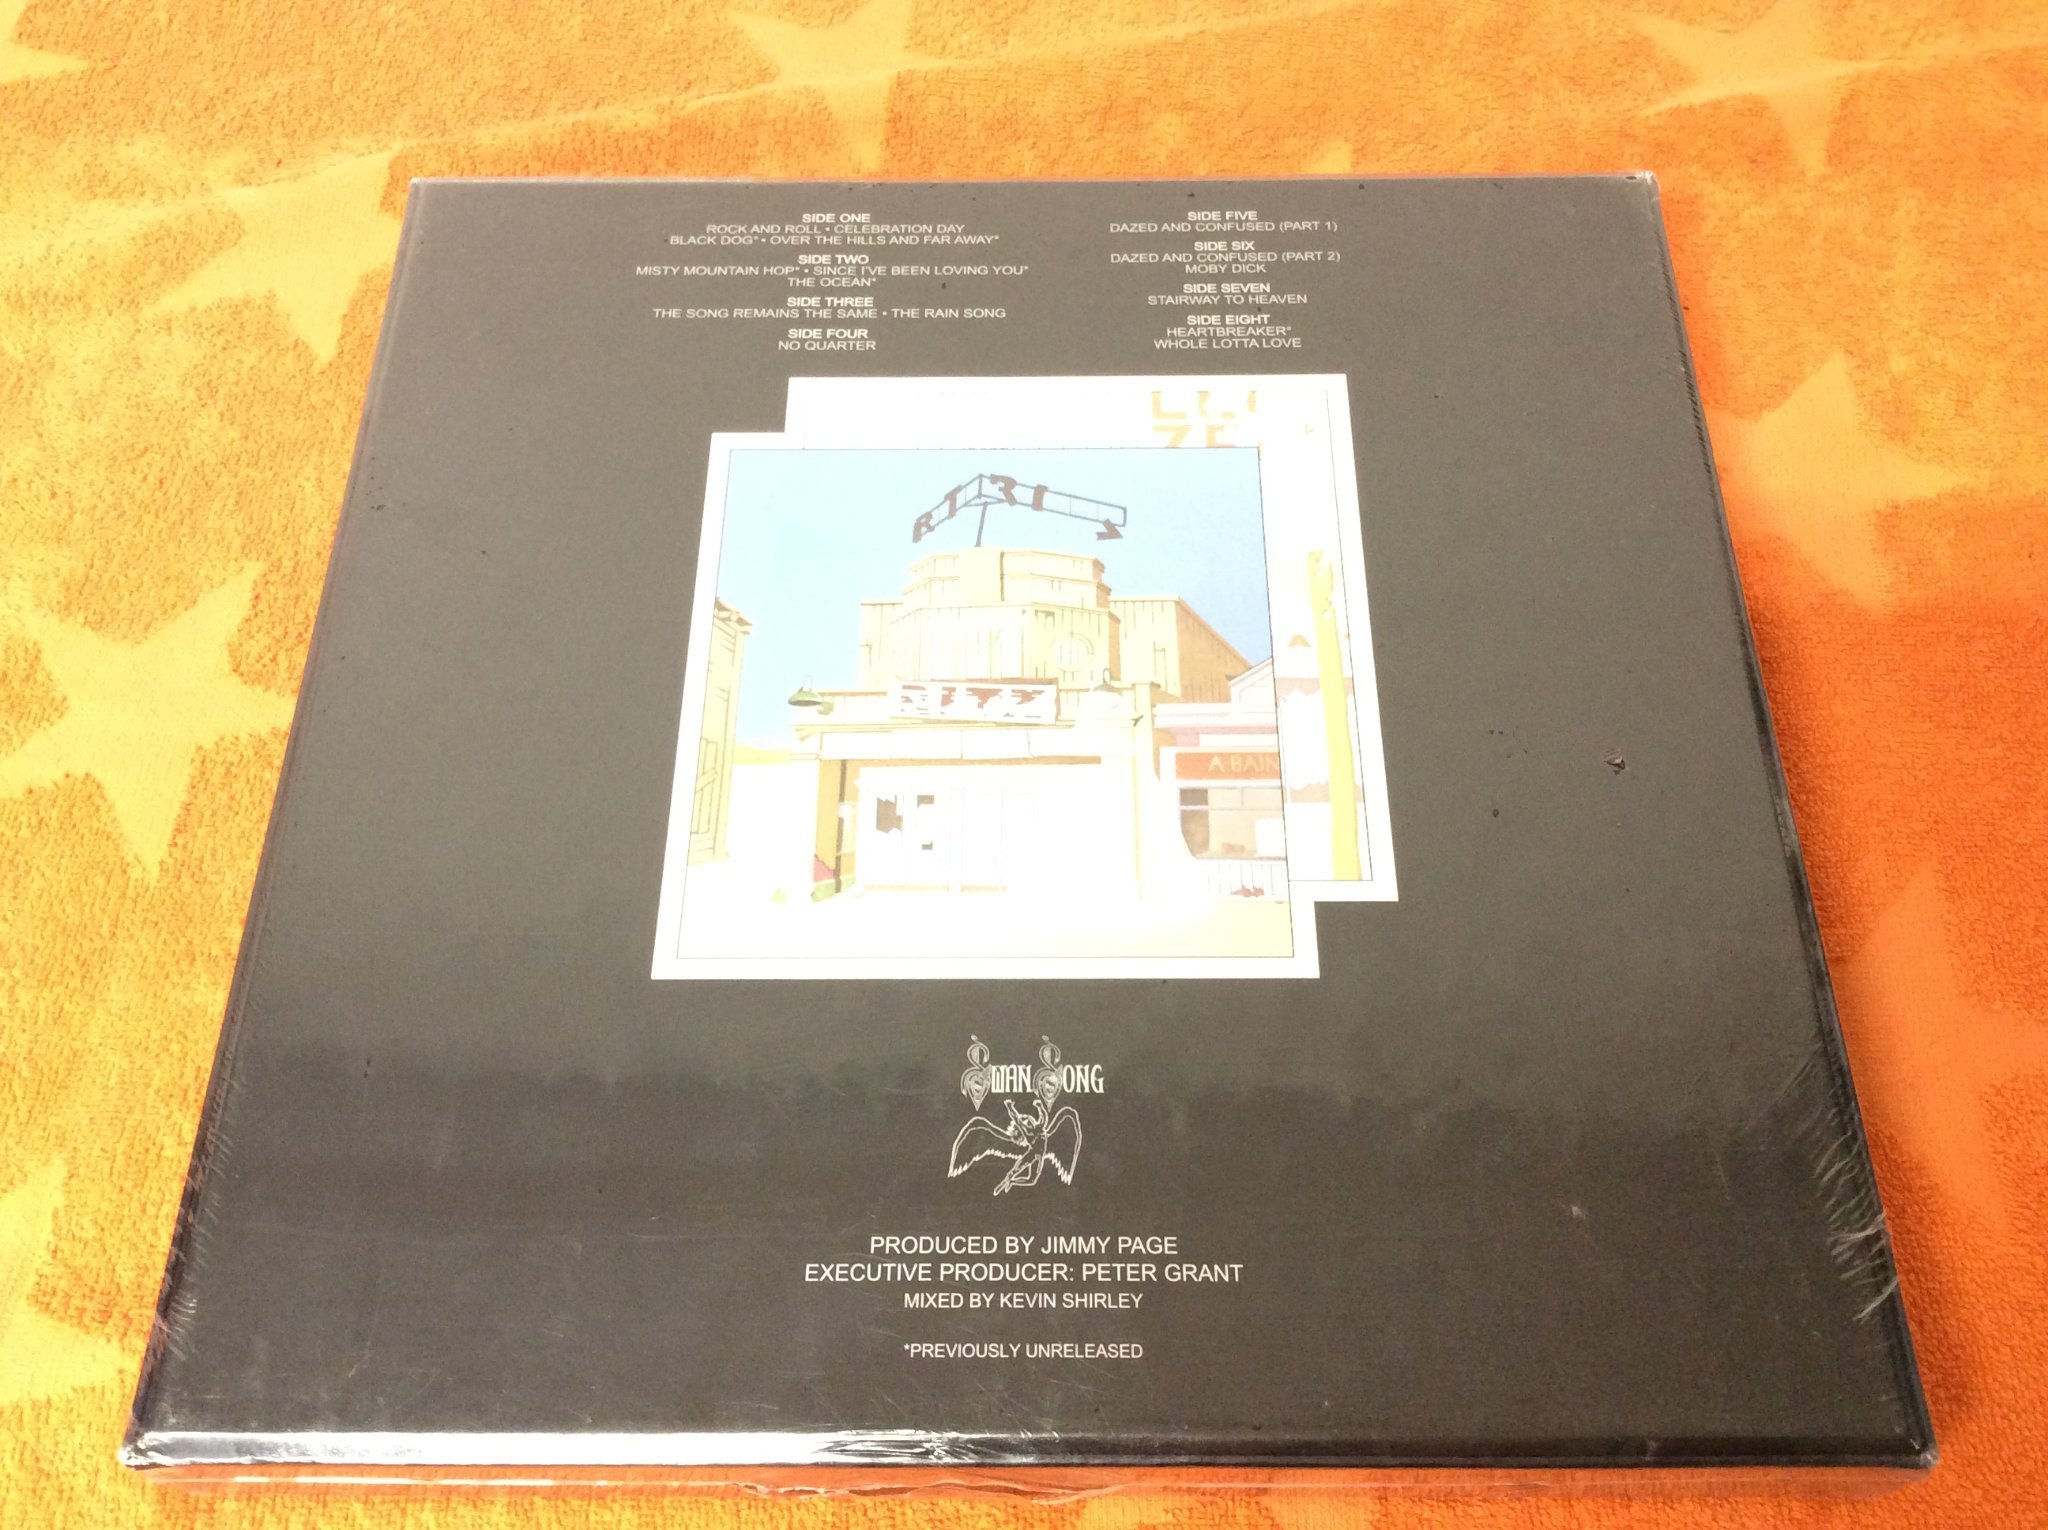 SIDE ONE
ROCK AND ROLL • CELEBRATION DAY
BLACK DOG* • OVER THE HILLS AND FAR AWAY*
SIDE TWO
MISTY MOUNTAIN HOP* • SINCE I'VE BEEN LOVING YOU*
THE OCEAN*
SIDE THREE
THE SONG REMAINS THE SAME • THE RAIN SONG
SIDE FOUR
NO QUARTER
SIDE FIVE
DAZED AND CONFUSED (PART 1)
SIDE SIX
DAZED AND CONFUSED (PART 2)
MOBY DICK
SIDE SEVEN
STAIRWAY TO HEAVEN
SIDE EIGHT
HEARTBREAKER*
WHOLE LOTTA LOVE
A BAIN
A
SWAN SONG
PRODUCED BY JIMMY PAGE
EXECUTIVE PRODUCER: PETER GRANT
MIXED BY KEVIN SHIRLEY
*PREVIOUSLY UNRELEASED